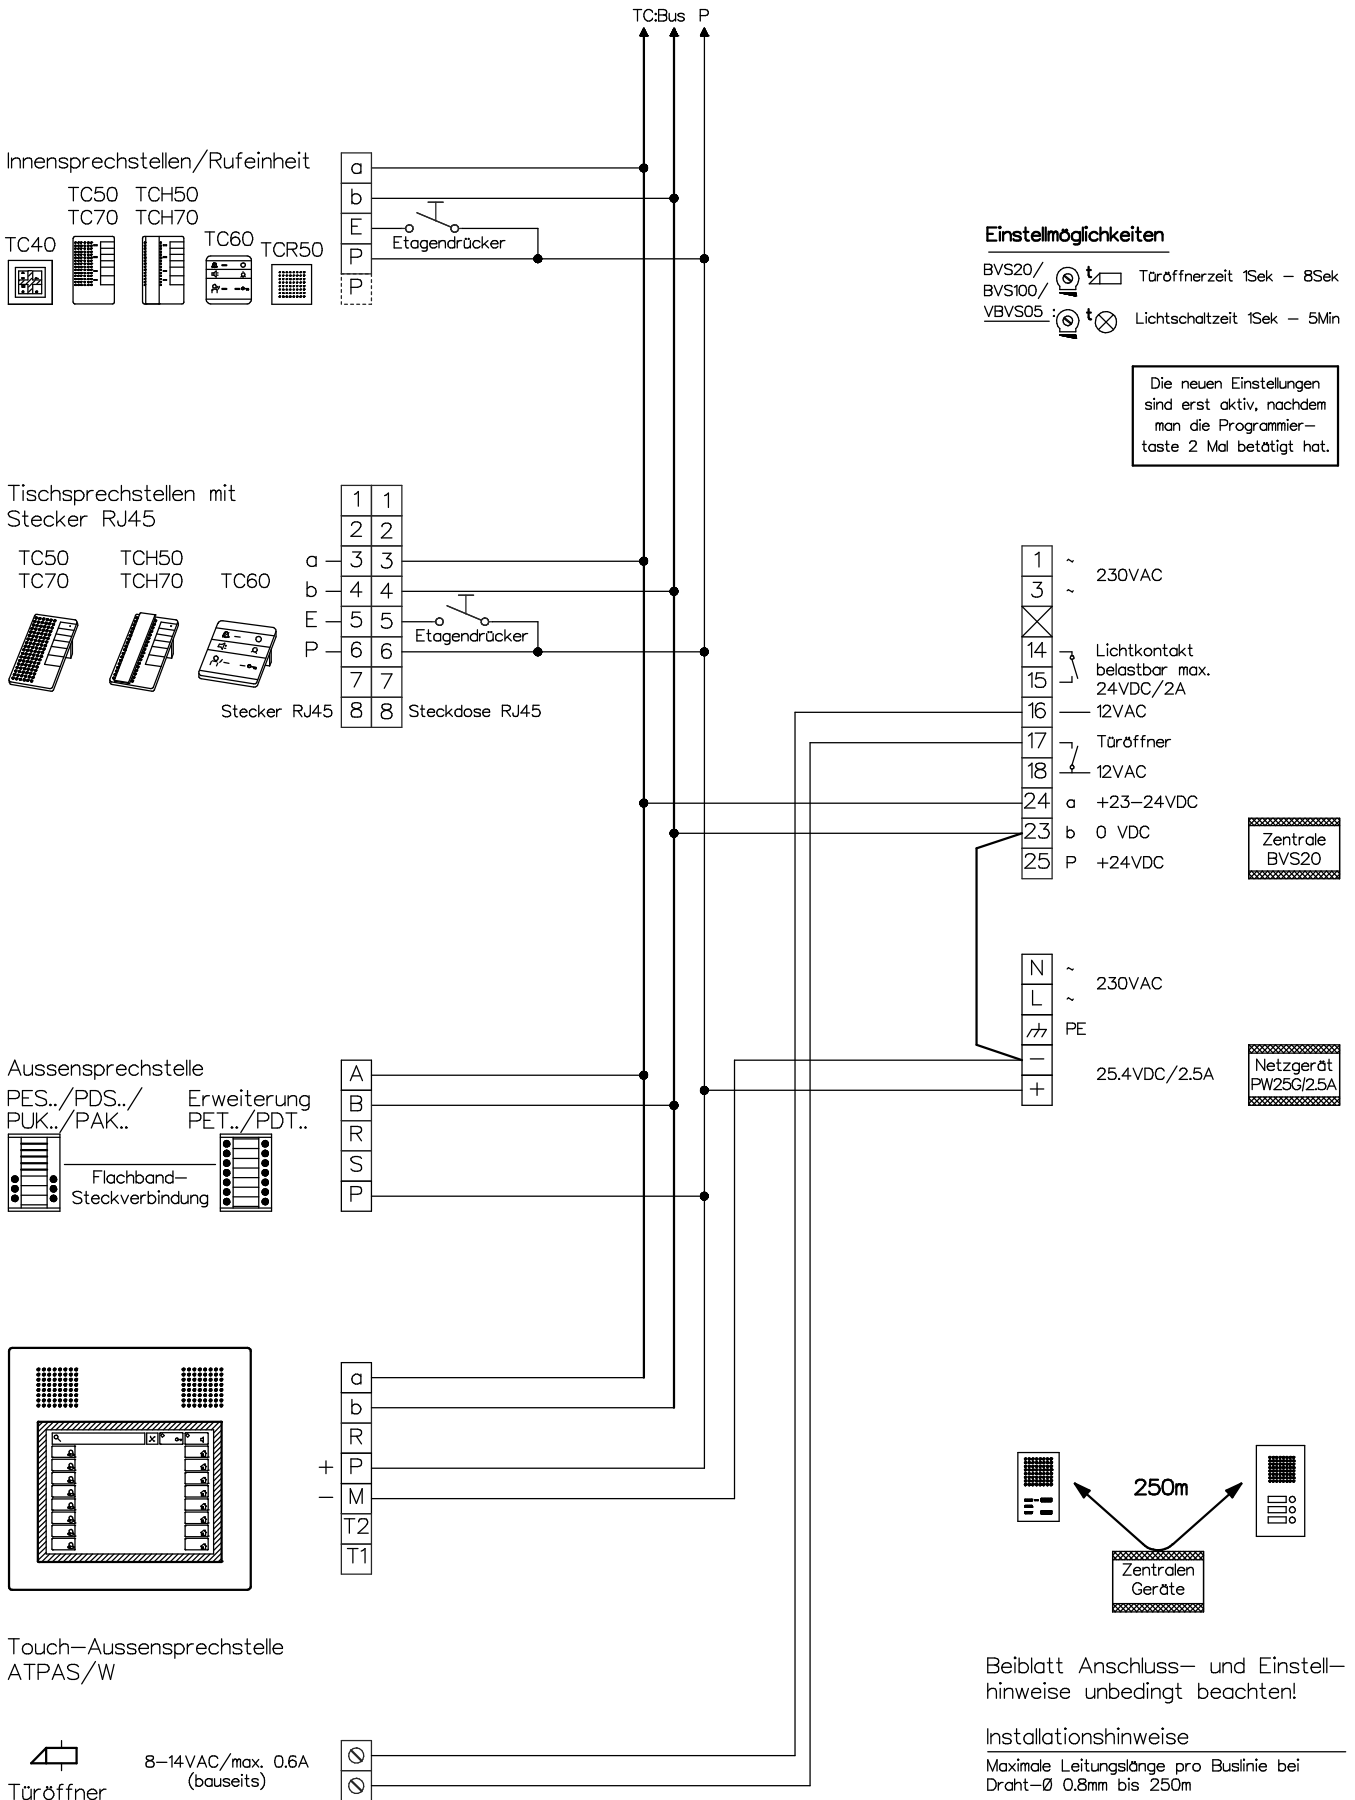 TC:Bus P
Innensprechstellen/Rufeinheit
TC50 TCH50
TC70 TCH70
TC40
TC60
TCR50
a
b
E
P
P
Etagendrücker
Einstellmöglichkeiten
BVS20/
BVS100/
VBVS05 :
t Türöffnerzeit 1Sek – 8Sek
t Lichtschaltzeit 1Sek – 5Min
Die neuen Einstellungen
sind erst aktiv, nachdem
man die Programmier–
taste 2 Mal betätigt hat.
Tischsprechstellen mit
Stecker RJ45
TC50 TCH50
TC70 TCH70 TC60
1 1
2 2
a 3 3
b 4 4
E 5 5
P 6 6
7 7
Stecker RJ45 8 8 Steckdose RJ45
Etagendrücker
1 ~
230VAC
3 ~
14 Lichtkontakt
belastbar max.
15 24VDC/2A
16 12VAC
17 Türöffner
18 12VAC
24 a +23–24VDC
23 b 0 VDC
25 P +24VDC
Zentrale
BVS20
N ~
230VAC
L ~
PE
–
25.4VDC/2.5A
+
Netzgerät
PW25G/2.5A
Aussensprechstelle
PES../PDS../ Erweiterung
PUK../PAK.. PET../PDT..
Flachband–
Steckverbindung
A
B
R
S
P
a
b
R
+ P
– M
T2
T1
Touch–Aussensprechstelle
ATPAS/W
250m
Zentralen
Geräte
Beiblatt Anschluss– und Einstell–
hinweise unbedingt beachten!
Installationshinweise
Maximale Leitungslänge pro Buslinie bei
Draht–Ø 0.8mm bis 250m
8–14VAC/max. 0.6A
(bauseits)
Türöffner